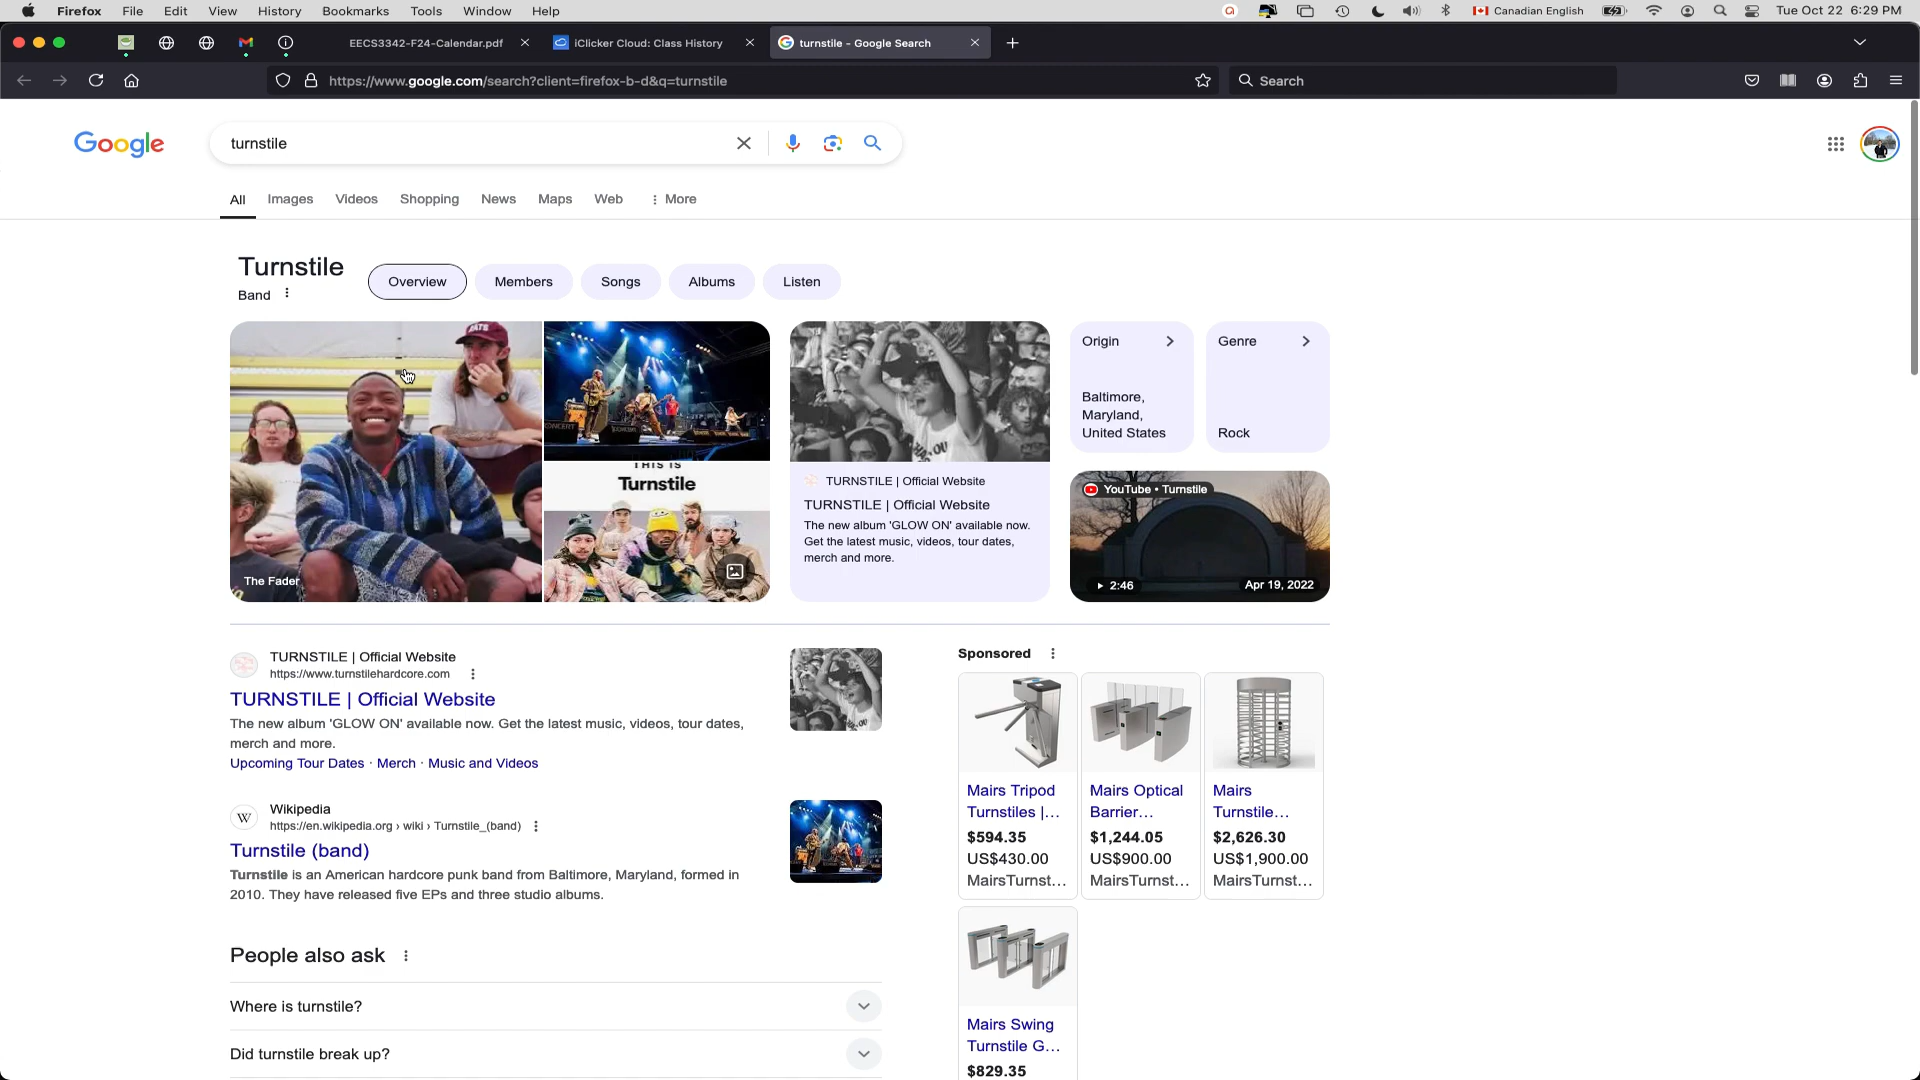 Firefox File Edit View History Bookmarks Tools Window Help
Canadian English Tue Oct 22 6:29 PM
EECS3342-F24-Calendar.pdf iClicker Cloud: Class History turnstile - Google Search
https://www.google.com/search?client=firefox-b-d&q=turnstile Search
Google
turnstile
All Images Videos Shopping News Maps Web More
Turnstile
Band
Overview Members Songs Albums Listen
The Fader
THIS IS
Turnstile
TURNSTILE | Official Website
TURNSTILE | Official Website
The new album 'GLOW ON' available now.
Get the latest music, videos, tour dates,
merch and more.
Origin
Baltimore,
Maryland,
United States
Genre
Rock
YouTube • Turnstile
2:46 Apr 19, 2022
TURNSTILE | Official Website
https://www.turnstilehardcore.com
TURNSTILE | Official Website
The new album 'GLOW ON' available now. Get the latest music, videos, tour dates,
merch and more.
Upcoming Tour Dates · Merch · Music and Videos
W
Wikipedia
https://en.wikipedia.org › wiki › Turnstile_(band)
Turnstile (band)
Turnstile is an American hardcore punk band from Baltimore, Maryland, formed in
2010. They have released five EPs and three studio albums.
People also ask
Where is turnstile?
Did turnstile break up?
Sponsored
Mairs Tripod
Turnstiles |...
$594.35
US$430.00
MairsTurnst...
Mairs Optical
Barrier...
$1,244.05
US$900.00
MairsTurnst...
Mairs
Turnstile...
$2,626.30
US$1,900.00
MairsTurnst...
Mairs Swing
Turnstile G...
$829.35